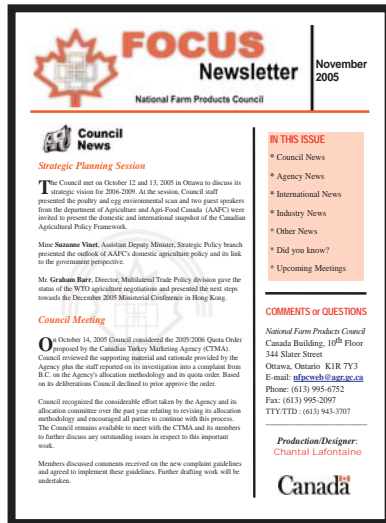 FOCUS
Newsletter
National Farm Products Council
November
2005
Council
News
Strategic Planning Session
The Council met on October 12 and 13, 2005 in Ottawa to discuss its
strategic vision for 2006-2009. At the session, Council staff
presented the poultry and egg environmental scan and two guest speakers
from the department of Agriculture and Agri-Food Canada (AAFC) were
invited to present the domestic and international snapshot of the Canadian
Agricultural Policy Framework.
Mme Suzanne Vinet, Assistant Deputy Minister, Strategic Policy branch
presented the outlook of AAFC's domestic agriculture policy and its link
to the government perspective.
Mr. Graham Barr, Director, Multilateral Trade Policy division gave the
status of the WTO agriculture negotiations and presented the next steps
towards the December 2005 Ministerial Conference in Hong Kong.
Council Meeting
On October 14, 2005 Council considered the 2005/2006 Quota Order
proposed by the Canadian Turkey Marketing Agency (CTMA).
Council reviewed the supporting material and rationale provided by the
Agency plus the staff reported on its investigation into a complaint from
B.C. on the Agency's allocation methodology and its quota order. Based
on its deliberations Council declined to prior approve the order.
Council recognized the considerable effort taken by the Agency and its
allocation committee over the past year relating to revising its allocation
methodology and encouraged all parties to continue with this process.
The Council remains available to meet with the CTMA and its members
to further discuss any outstanding issues in respect to this important
work.
Members discussed comments received on the new complaint guidelines
and agreed to implement these guidelines. Further drafting work will be
undertaken.
IN THIS ISSUE
* Council News
* Agency News
* International News
* Industry News
* Other News
* Did you know?
* Upcoming Meetings
COMMENTS or QUESTIONS
National Farm Products Council
Canada Building, 10th Floor
344 Slater Street
Ottawa, Ontario K1R 7Y3
E-mail: nfpcweb@agr.gc.ca
Phone: (613) 995-6752
Fax: (613) 995-2097
TTY/TTD : (613) 943-3707
Production/Designer:
Chantal Lafontaine
Canada